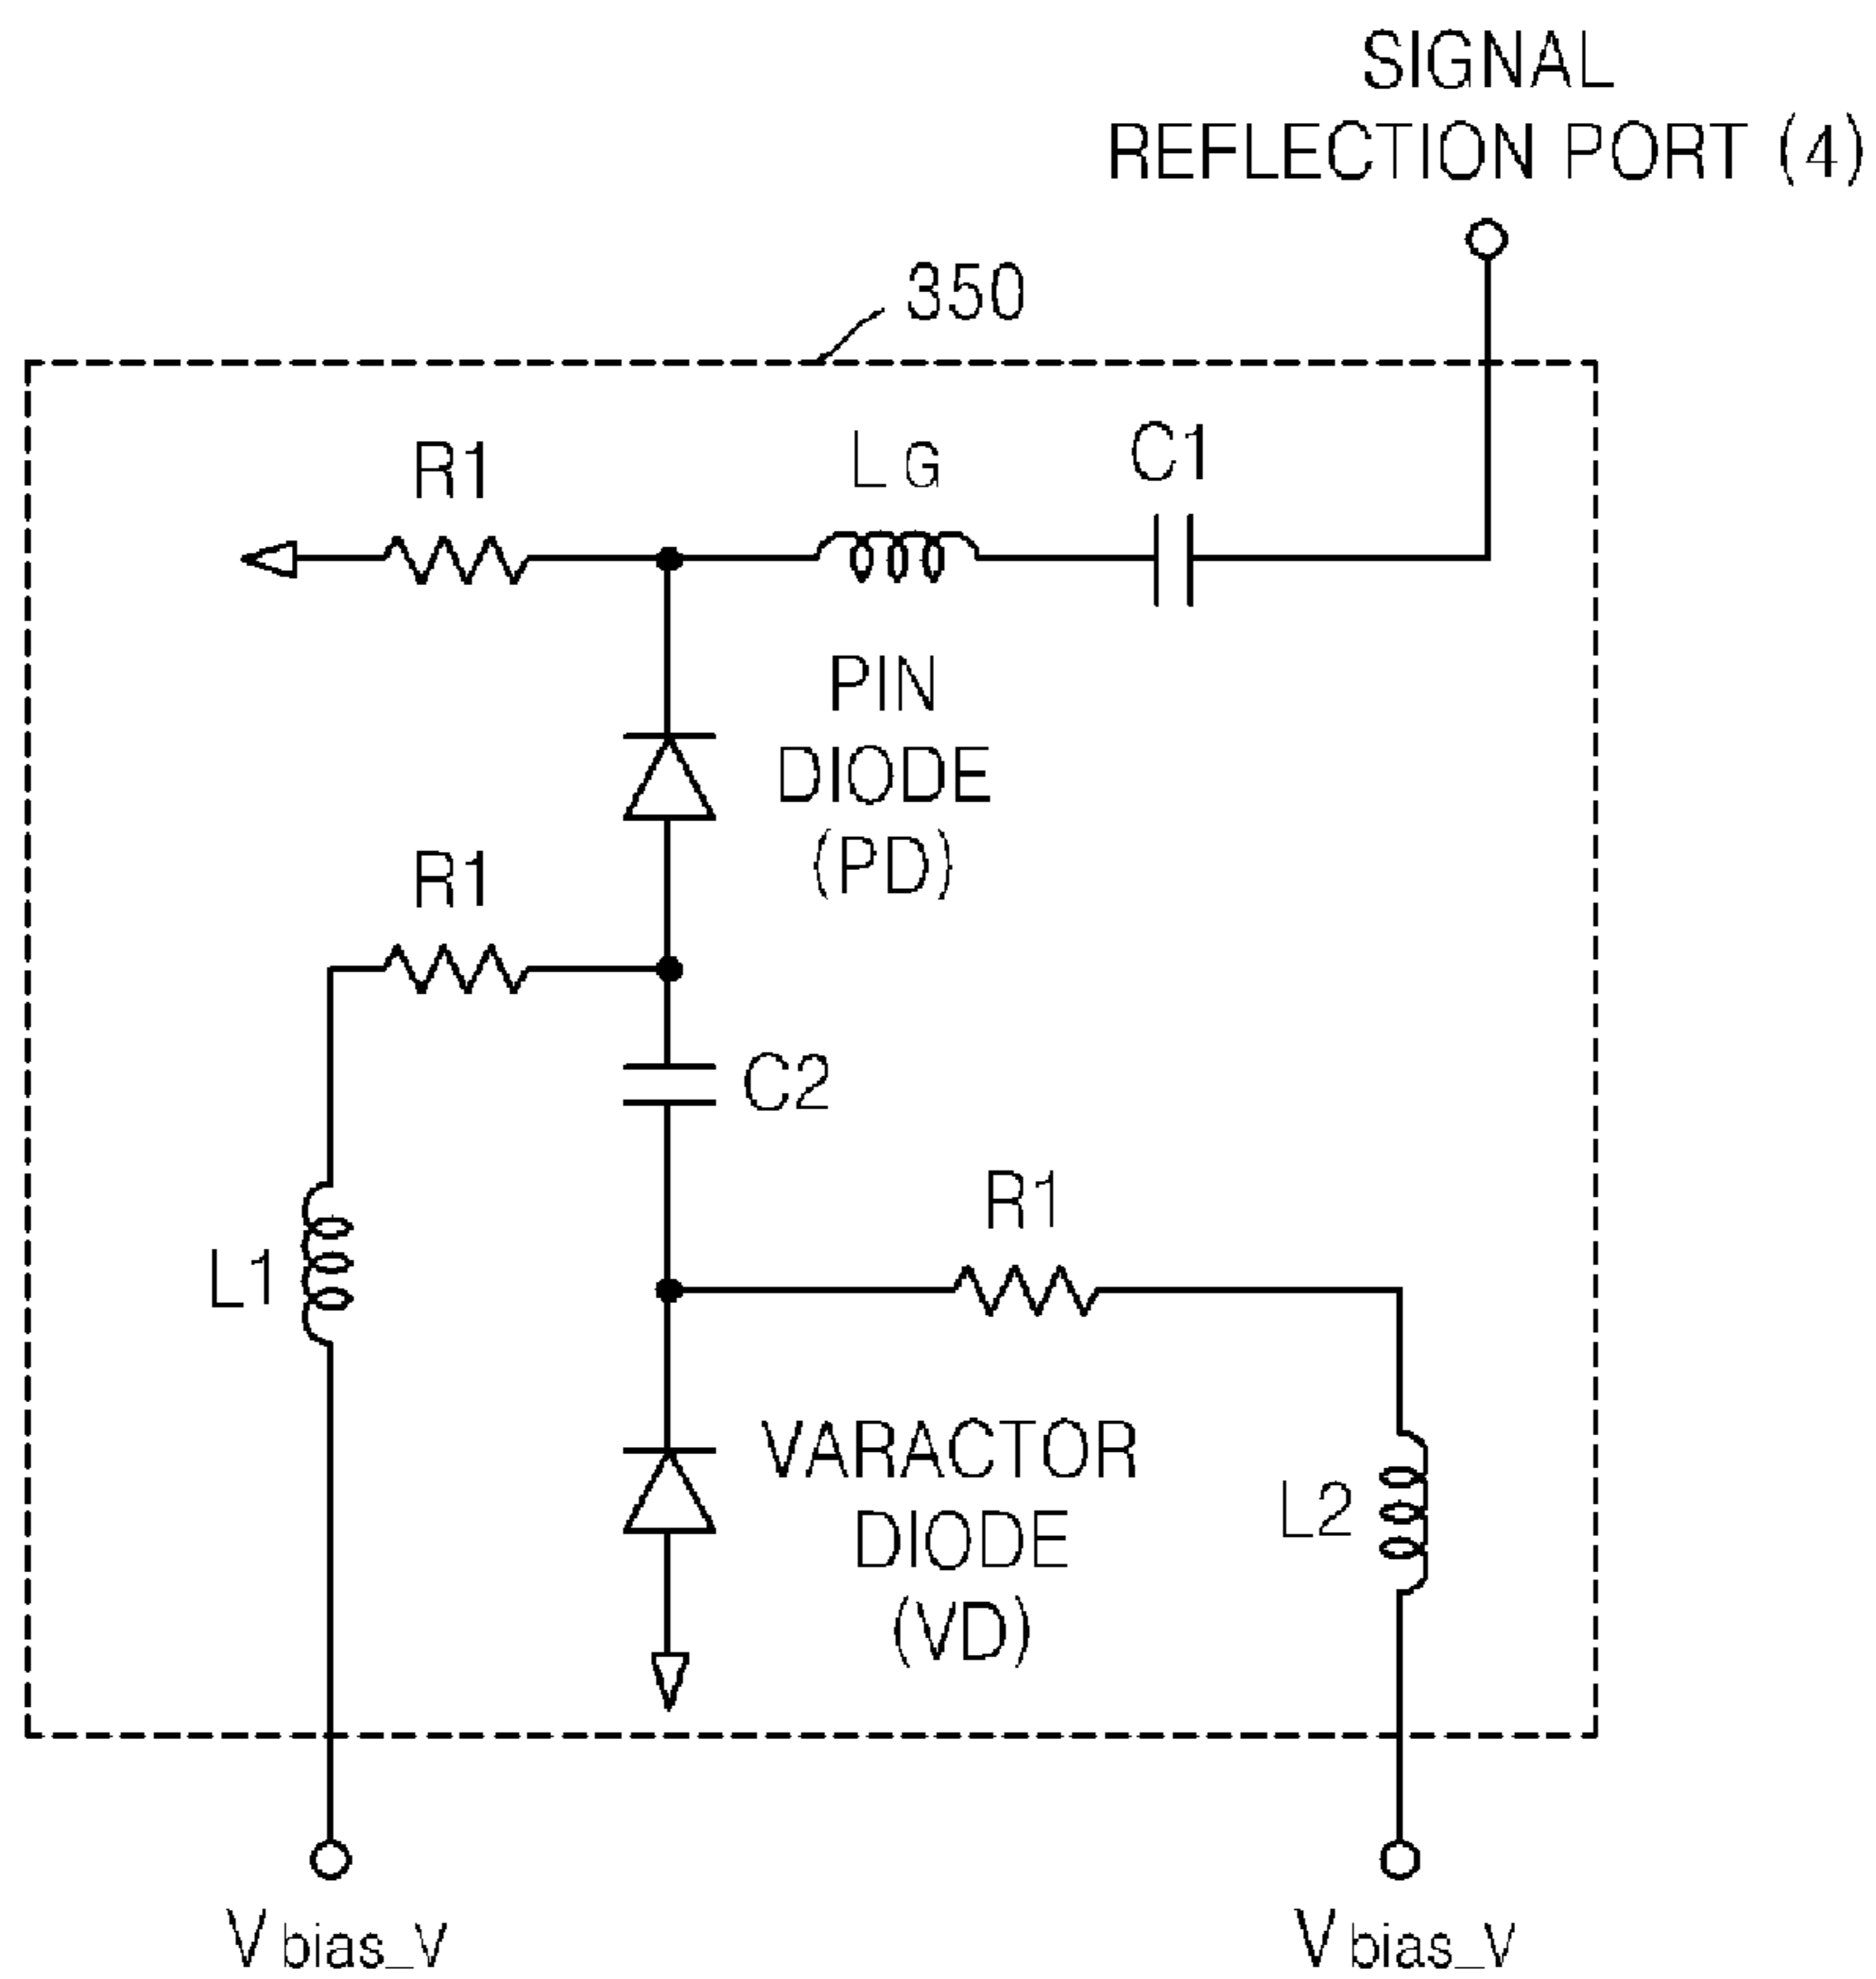 SIGNAL
REFLECTION PORT (4)
350
R1
LG
C1
PIN
DIODE
(PD)
R1
C2
R1
L1
VARACTOR
DIODE
(VD)
L2
Vbias_V
Vbias_V